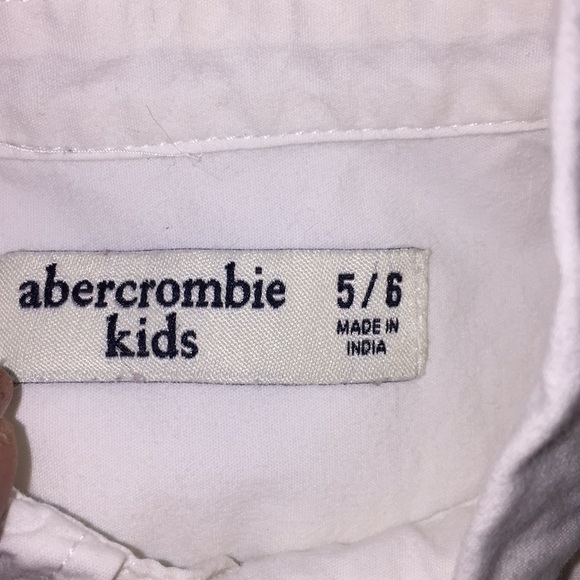 abercrombie
kids
5/6
MADE IN
INDIA